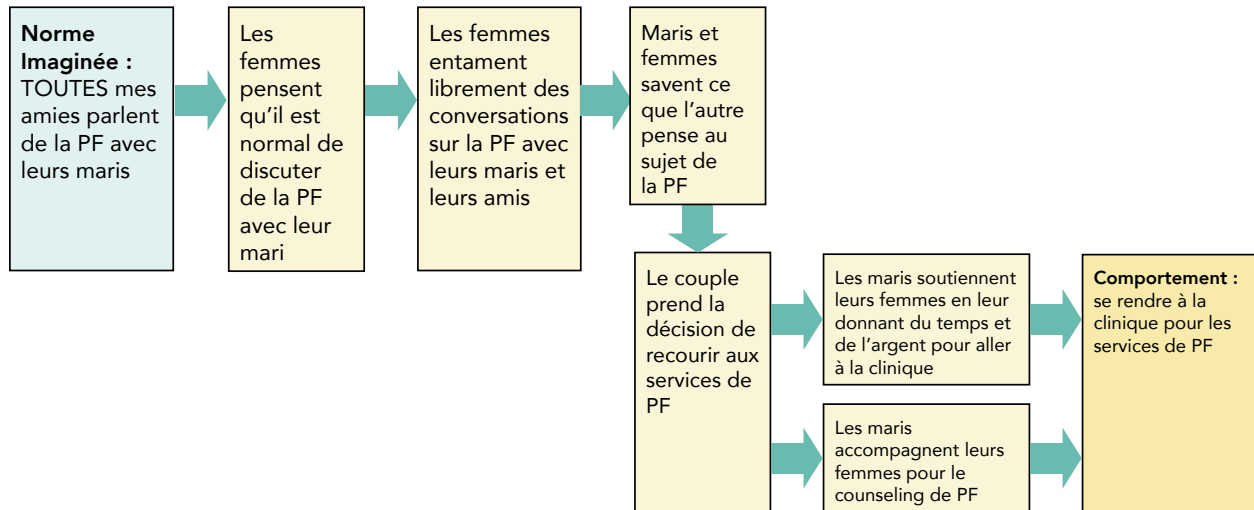 Norme
Imaginée :
TOUTES mes
amies parlent
de la PF avec
leurs maris
Les
femmes
pensent
qu’il est
normal de
discuter
de la PF
avec leur
mari
Les femmes
entament
librement des
conversations
sur la PF avec
leurs maris et
leurs amis
Maris et
femmes
savent ce
que l’autre
pense au
sujet de
la PF
Le couple
prend la
décision de
recourir aux
services de
PF
Les maris soutiennent
leurs femmes en leur
donnant du temps et
de l’argent pour aller
à la clinique
Les maris
accompagnent leurs
femmes pour le
counseling de PF
Comportement :
se rendre à la
clinique pour les
services de PF